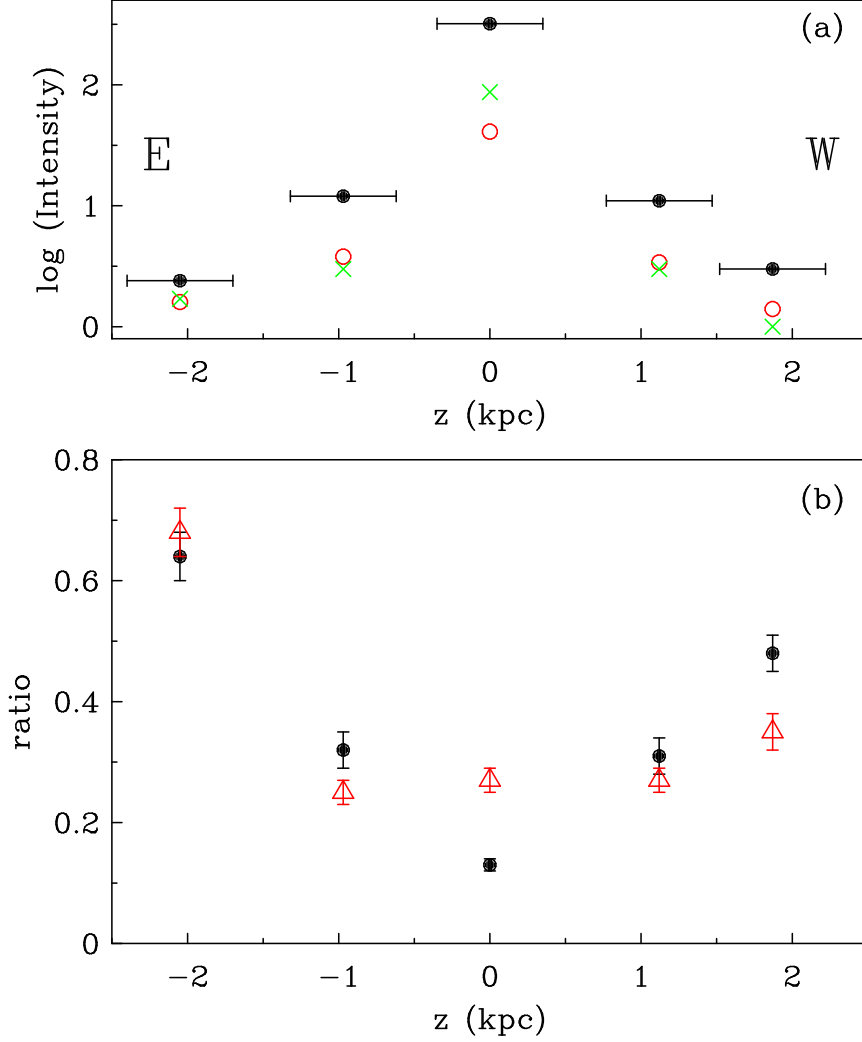 (a)
2
1
0
log (Intensity)
E
W
−2 −1 0 1 2
z (kpc)
(b)
0.8
0.6
0.4
0.2
0
ratio
−2 −1 0 1 2
z (kpc)